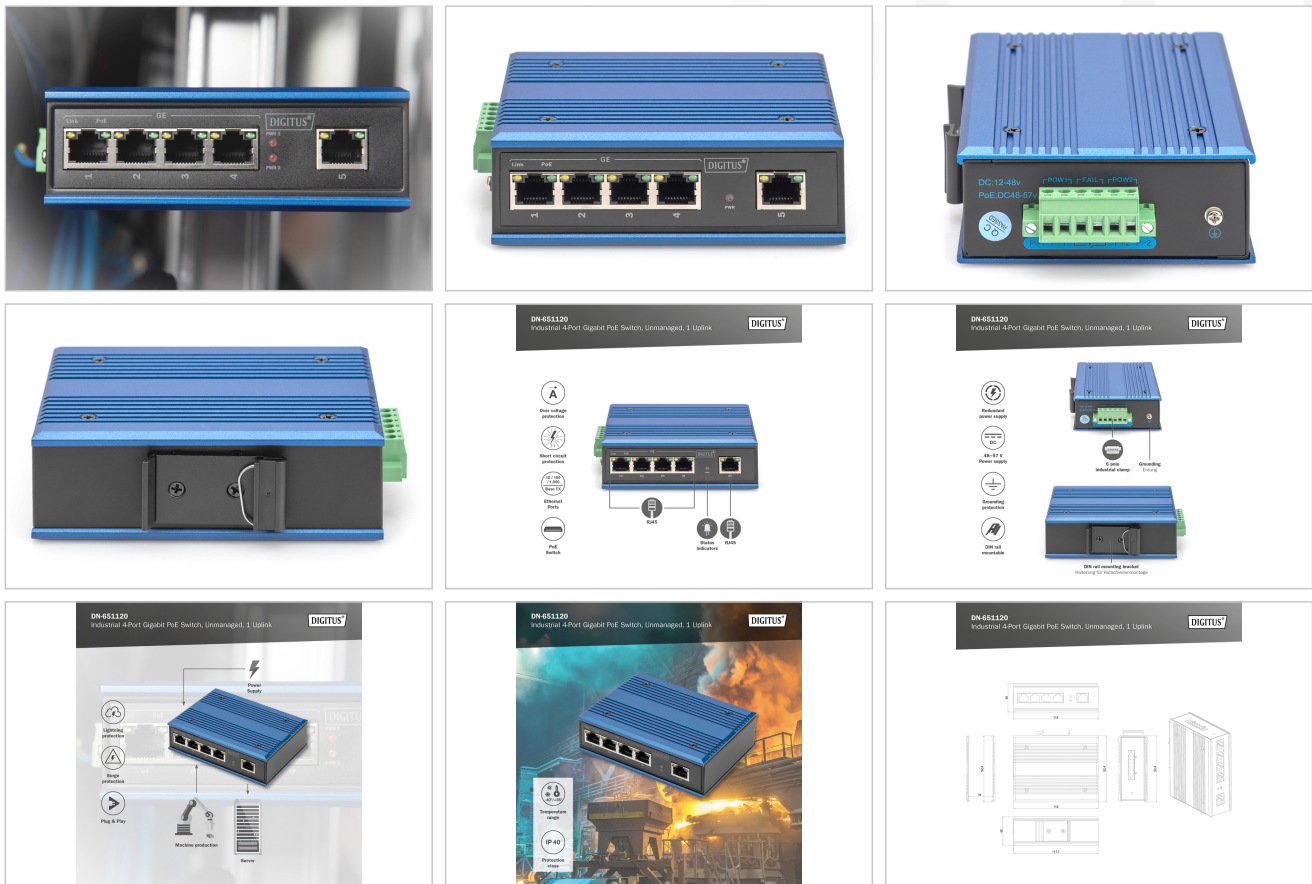 Link PoE
GE
DIGITUS®
PWR 1
PWR 2
1 2 3 4 5
Link PoE
GE
DIGITUS®
PWR
1 2 3 4 5
DC:12-48v
PoE:DC48-57v
POW1 FAIL POW2
QC
PASSED
DN-651120
Industrial 4-Port Gigabit PoE Switch, Unmanaged, 1 Uplink
DIGITUS®
Over voltage
protection
Short circuit
protection
10 / 100
/ 1.000
Base TX
Ethernet
Ports
PoE
Switch
RJ45
Status
indicators
RJ45
DN-651120
Industrial 4-Port Gigabit PoE Switch, Unmanaged, 1 Uplink
DIGITUS®
Redundant
power supply
DC
48–57 V
Power supply
Grounding
protection
DIN rail
mountable
6 pole
industrial clamp
Grounding
Erdung
DIN rail mounting bracket
Halterung für Hutschienenmontage
DN-651120
Industrial 4-Port Gigabit PoE Switch, Unmanaged, 1 Uplink
DIGITUS®
Power
Supply
Lightning
protection
Surge
protection
Plug & Play
Machine production
Server
DN-651120
Industrial 4-Port Gigabit PoE Switch, Unmanaged, 1 Uplink
DIGITUS®
Temperature
range
IP 40
Protection
class
DN-651120
Industrial 4-Port Gigabit PoE Switch, Unmanaged, 1 Uplink
DIGITUS®